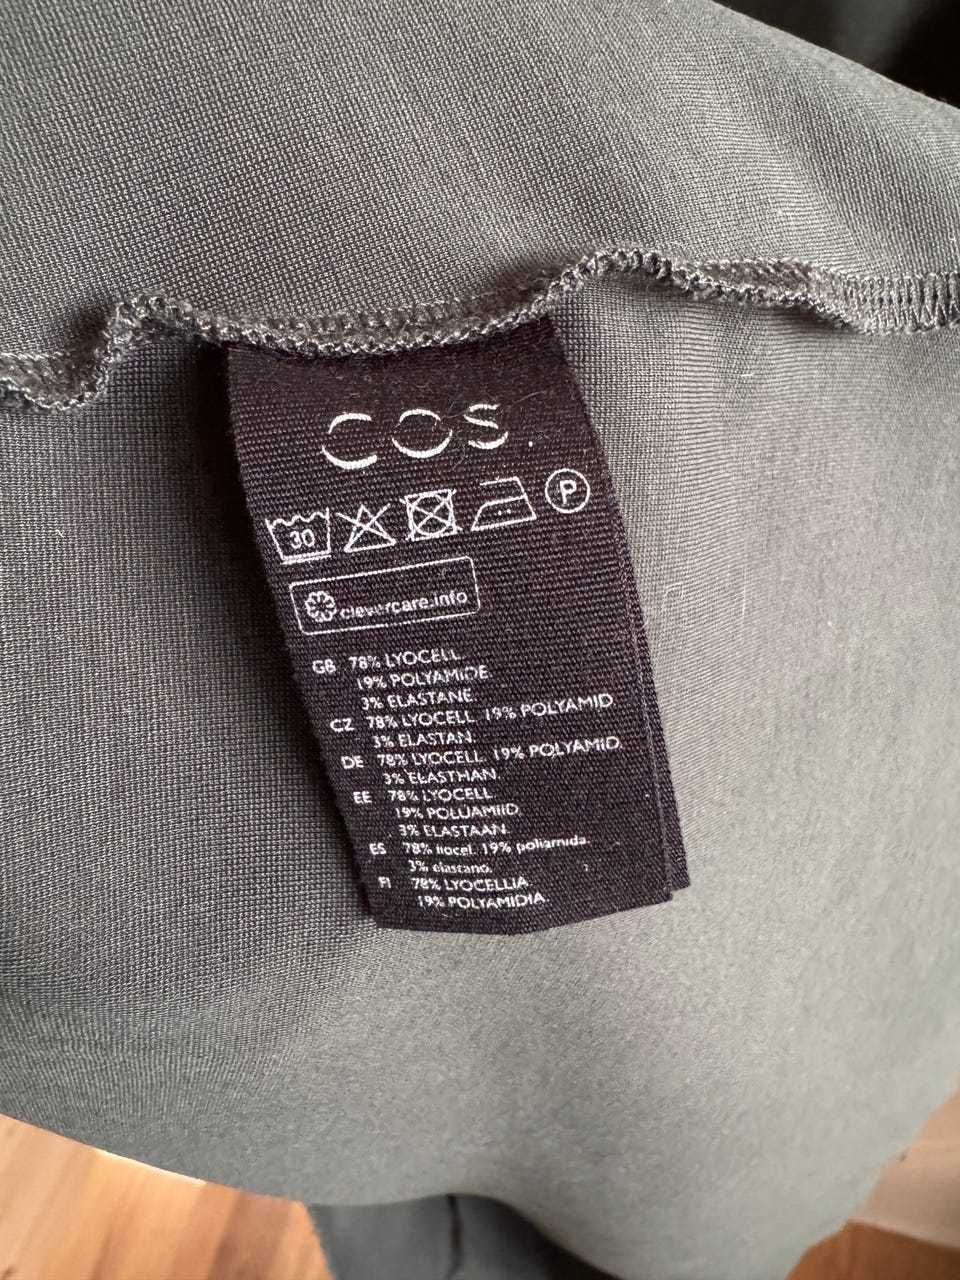 COS
30 P
clevercare.info
GB 78% LYOCELL.
19% POLYAMIDE.
3% ELASTANE
CZ 78% LYOCELL. 19% POLYAMID
3% ELASTAN.
DE 78% LYOCELL. 19% POLYAMID.
3% ELASTHAN.
EE 78% LYOCELL
19% POLÜAMIID.
3% ELASTAAN.
ES 78% liocel. 19% poliamida.
3% elastano.
FI 78% LYOCELLIA.
19% POLYAMIDIA.